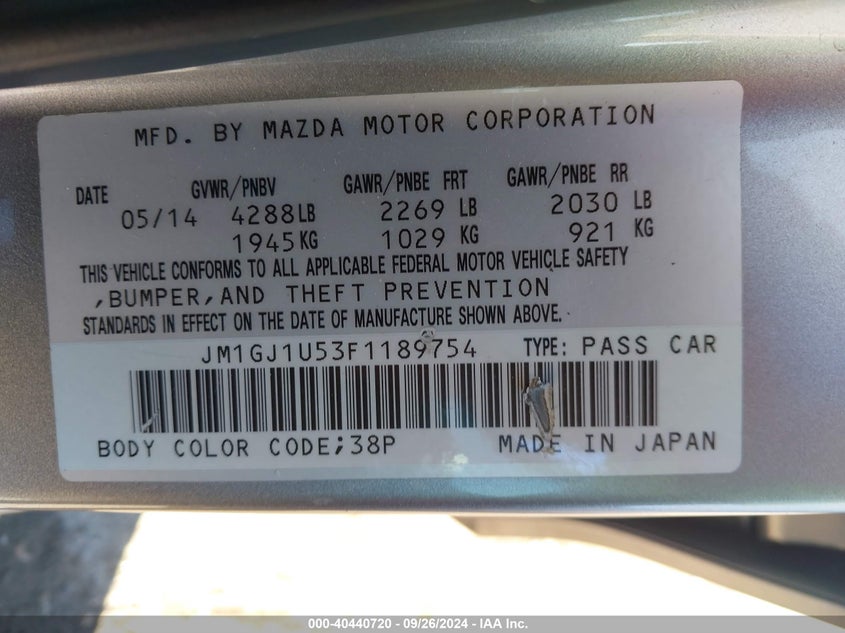 MFD. BY MAZDA MOTOR CORPORATION
DATE GVWR/PNBV GAWR/PNBE FRT GAWR/PNBE RR
05/14 4288LB 2269 LB 2030 LB
1945KG 1029 KG 921 KG
THIS VEHICLE CONFORMS TO ALL APPLICABLE FEDERAL MOTOR VEHICLE SAFETY
,BUMPER,AND THEFT PREVENTION
STANDARDS IN EFFECT ON THE DATE OF MANUFACTURE SHOWN ABOVE.
JM1GJ1U53F1189754 TYPE: PASS CAR
BODY COLOR CODE;38P MADE IN JAPAN
000-40440720 - 09/26/2024 - IAA Inc.